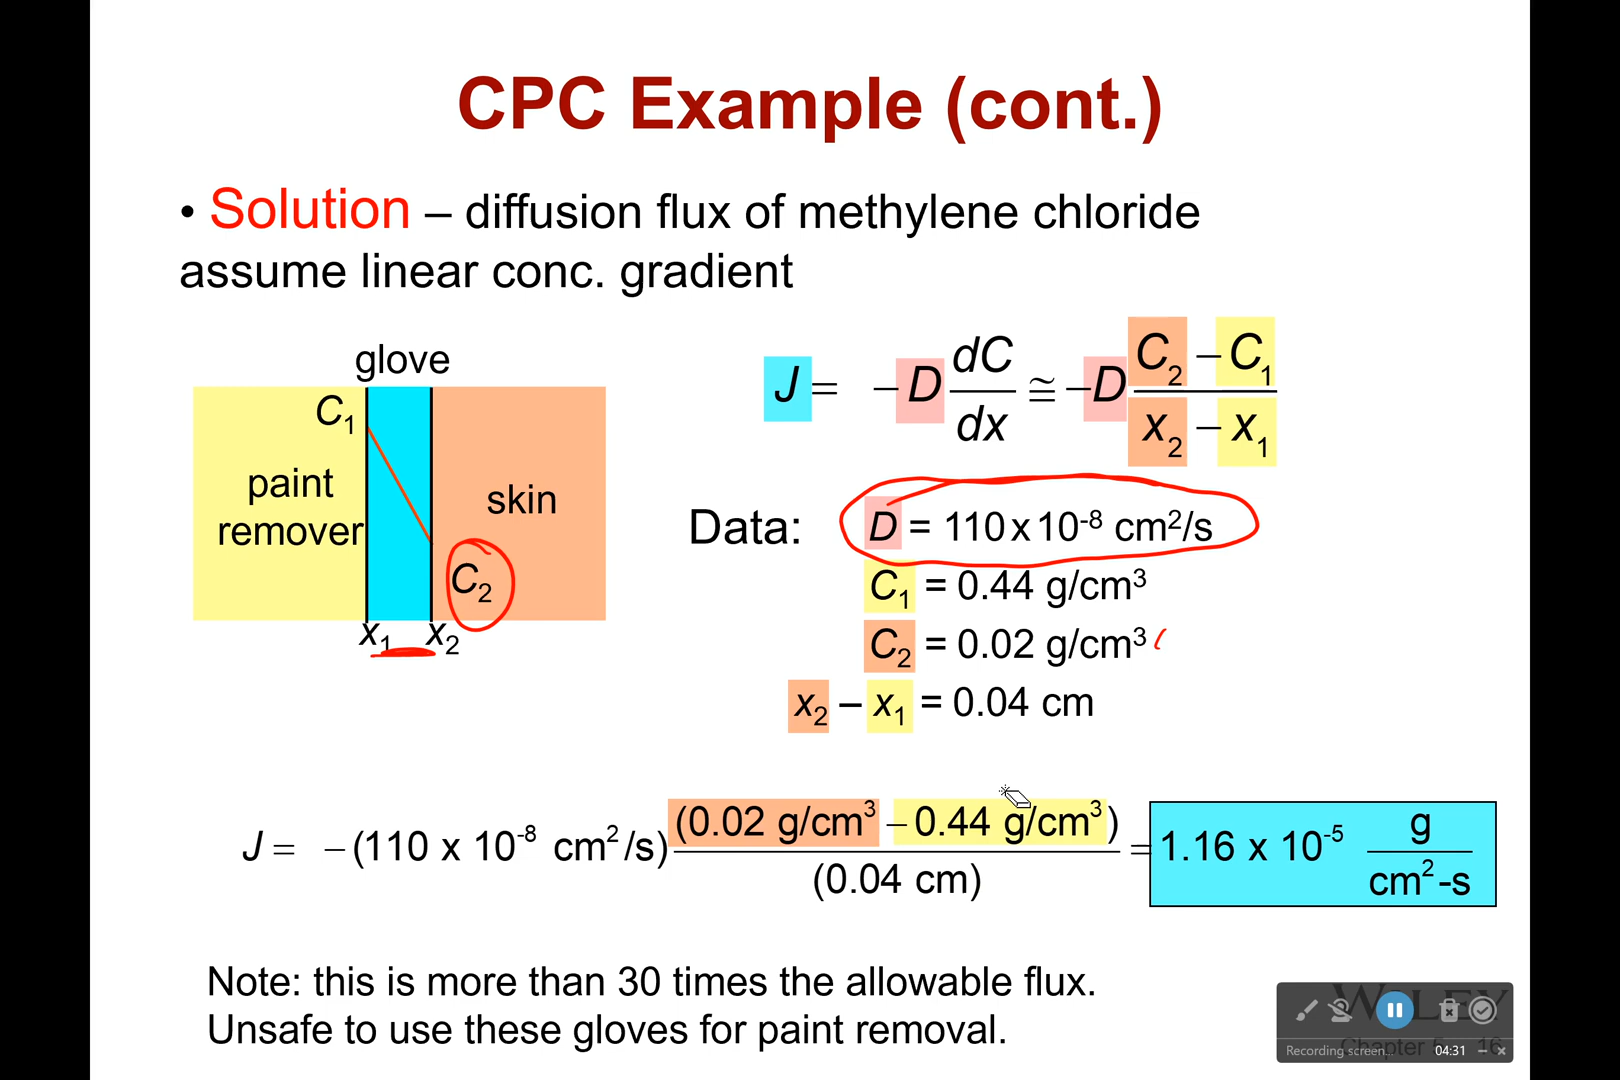 CPC Example (cont.)
• Solution – diffusion flux of methylene chloride
assume linear conc. gradient
glove
C1
paint
remover
skin
C2
x1 x2
J = −D dC/dx ≅ −D (C2 − C1)/(x2 − x1)
Data: D = 110 x 10-8 cm2/s
C1 = 0.44 g/cm3
C2 = 0.02 g/cm3
x2 – x1 = 0.04 cm
J = −(110 x 10-8 cm2/s) (0.02 g/cm3 − 0.44 g/cm3)/(0.04 cm) = 1.16 x 10-5 g/cm2-s
Note: this is more than 30 times the allowable flux.
Unsafe to use these gloves for paint removal.
WILEY
Recording screen... 04:31
Chapter 16